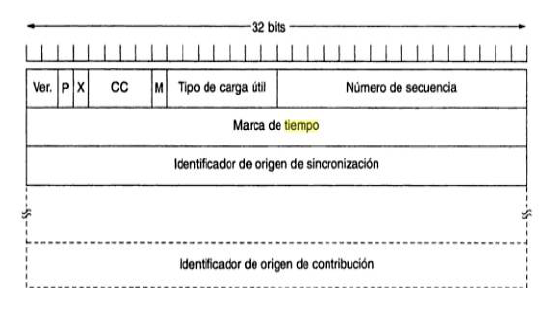 32 bits
Ver. P X CC M Tipo de carga útil Número de secuencia
Marca de tiempo
Identificador de origen de sincronización
Identificador de origen de contribución